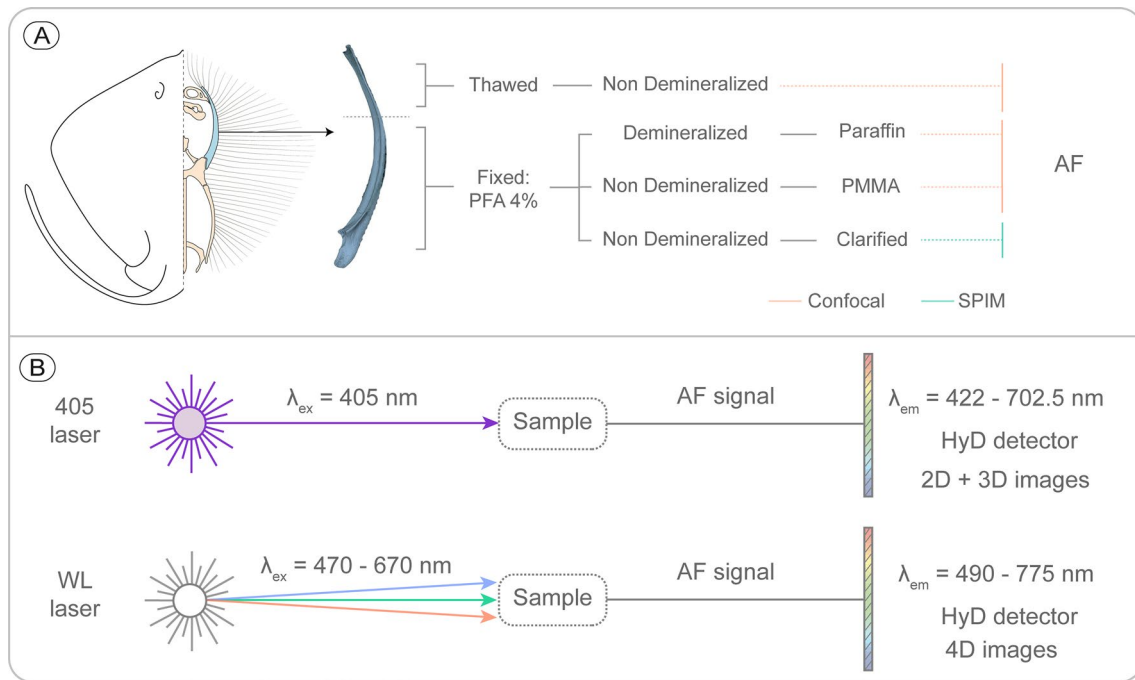 A
Thawed
Non Demineralized
Fixed:
PFA 4%
Demineralized
Paraffin
Non Demineralized
PMMA
Non Demineralized
Clarified
AF
Confocal
SPIM
B
405
laser
λex = 405 nm
Sample
AF signal
λem = 422 - 702.5 nm
HyD detector
2D + 3D images
WL
laser
λex = 470 - 670 nm
Sample
AF signal
λem = 490 - 775 nm
HyD detector
4D images